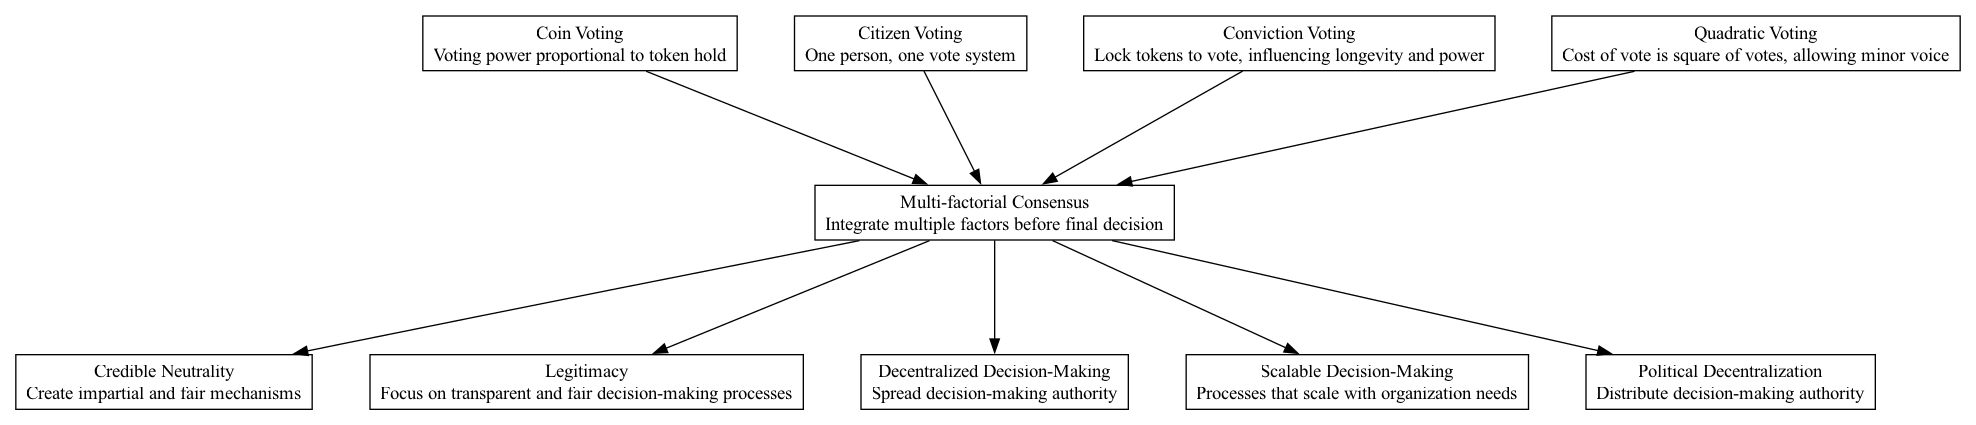 Coin Voting
Voting power proportional to token hold
Citizen Voting
One person, one vote system
Conviction Voting
Lock tokens to vote, influencing longevity and power
Quadratic Voting
Cost of vote is square of votes, allowing minor voice
Multi-factorial Consensus
Integrate multiple factors before final decision
Credible Neutrality
Create impartial and fair mechanisms
Legitimacy
Focus on transparent and fair decision-making processes
Decentralized Decision-Making
Spread decision-making authority
Scalable Decision-Making
Processes that scale with organization needs
Political Decentralization
Distribute decision-making authority